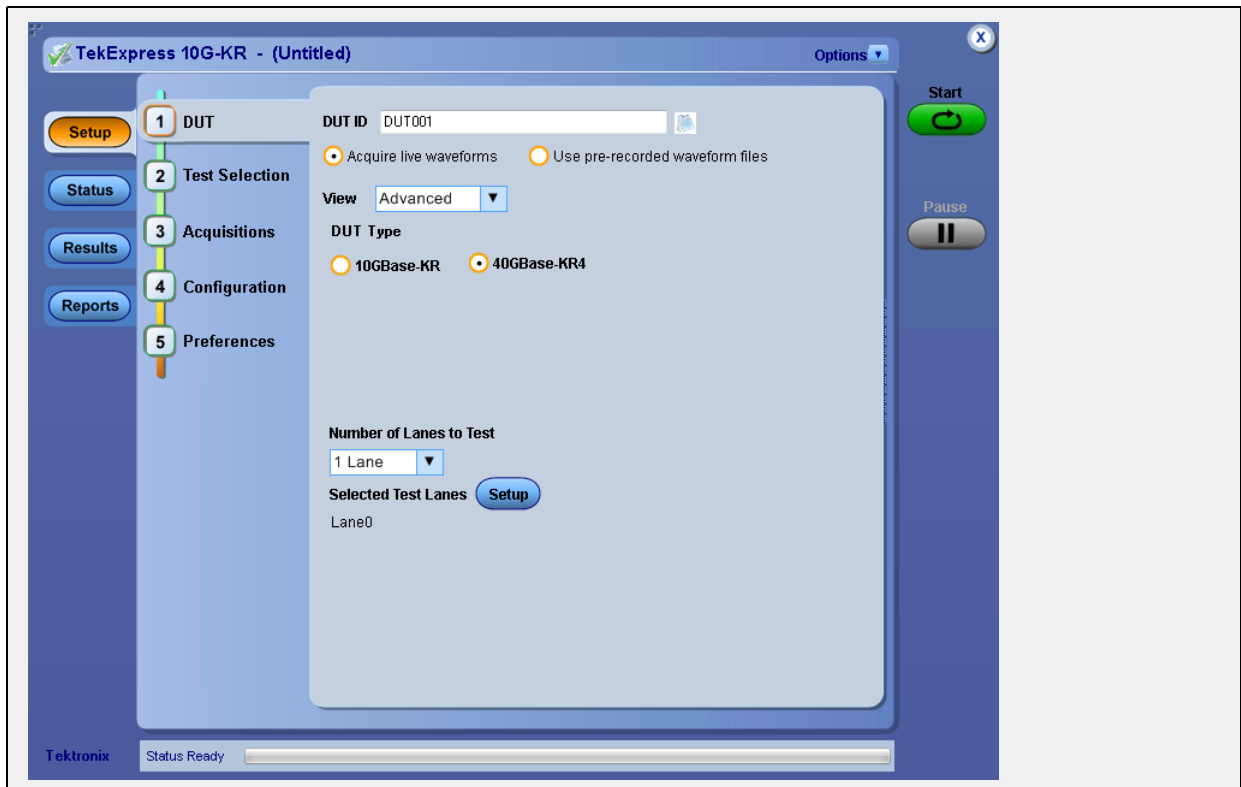 TekExpress 10G-KR - (Untitled)
Options
x
Start
Pause
Setup
Status
Results
Reports
1 DUT
2 Test Selection
3 Acquisitions
4 Configuration
5 Preferences
DUT ID DUT001
Acquire live waveforms Use pre-recorded waveform files
View Advanced
DUT Type
10GBase-KR 40GBase-KR4
Number of Lanes to Test
1 Lane
Selected Test Lanes Setup
Lane0
Tektronix Status Ready